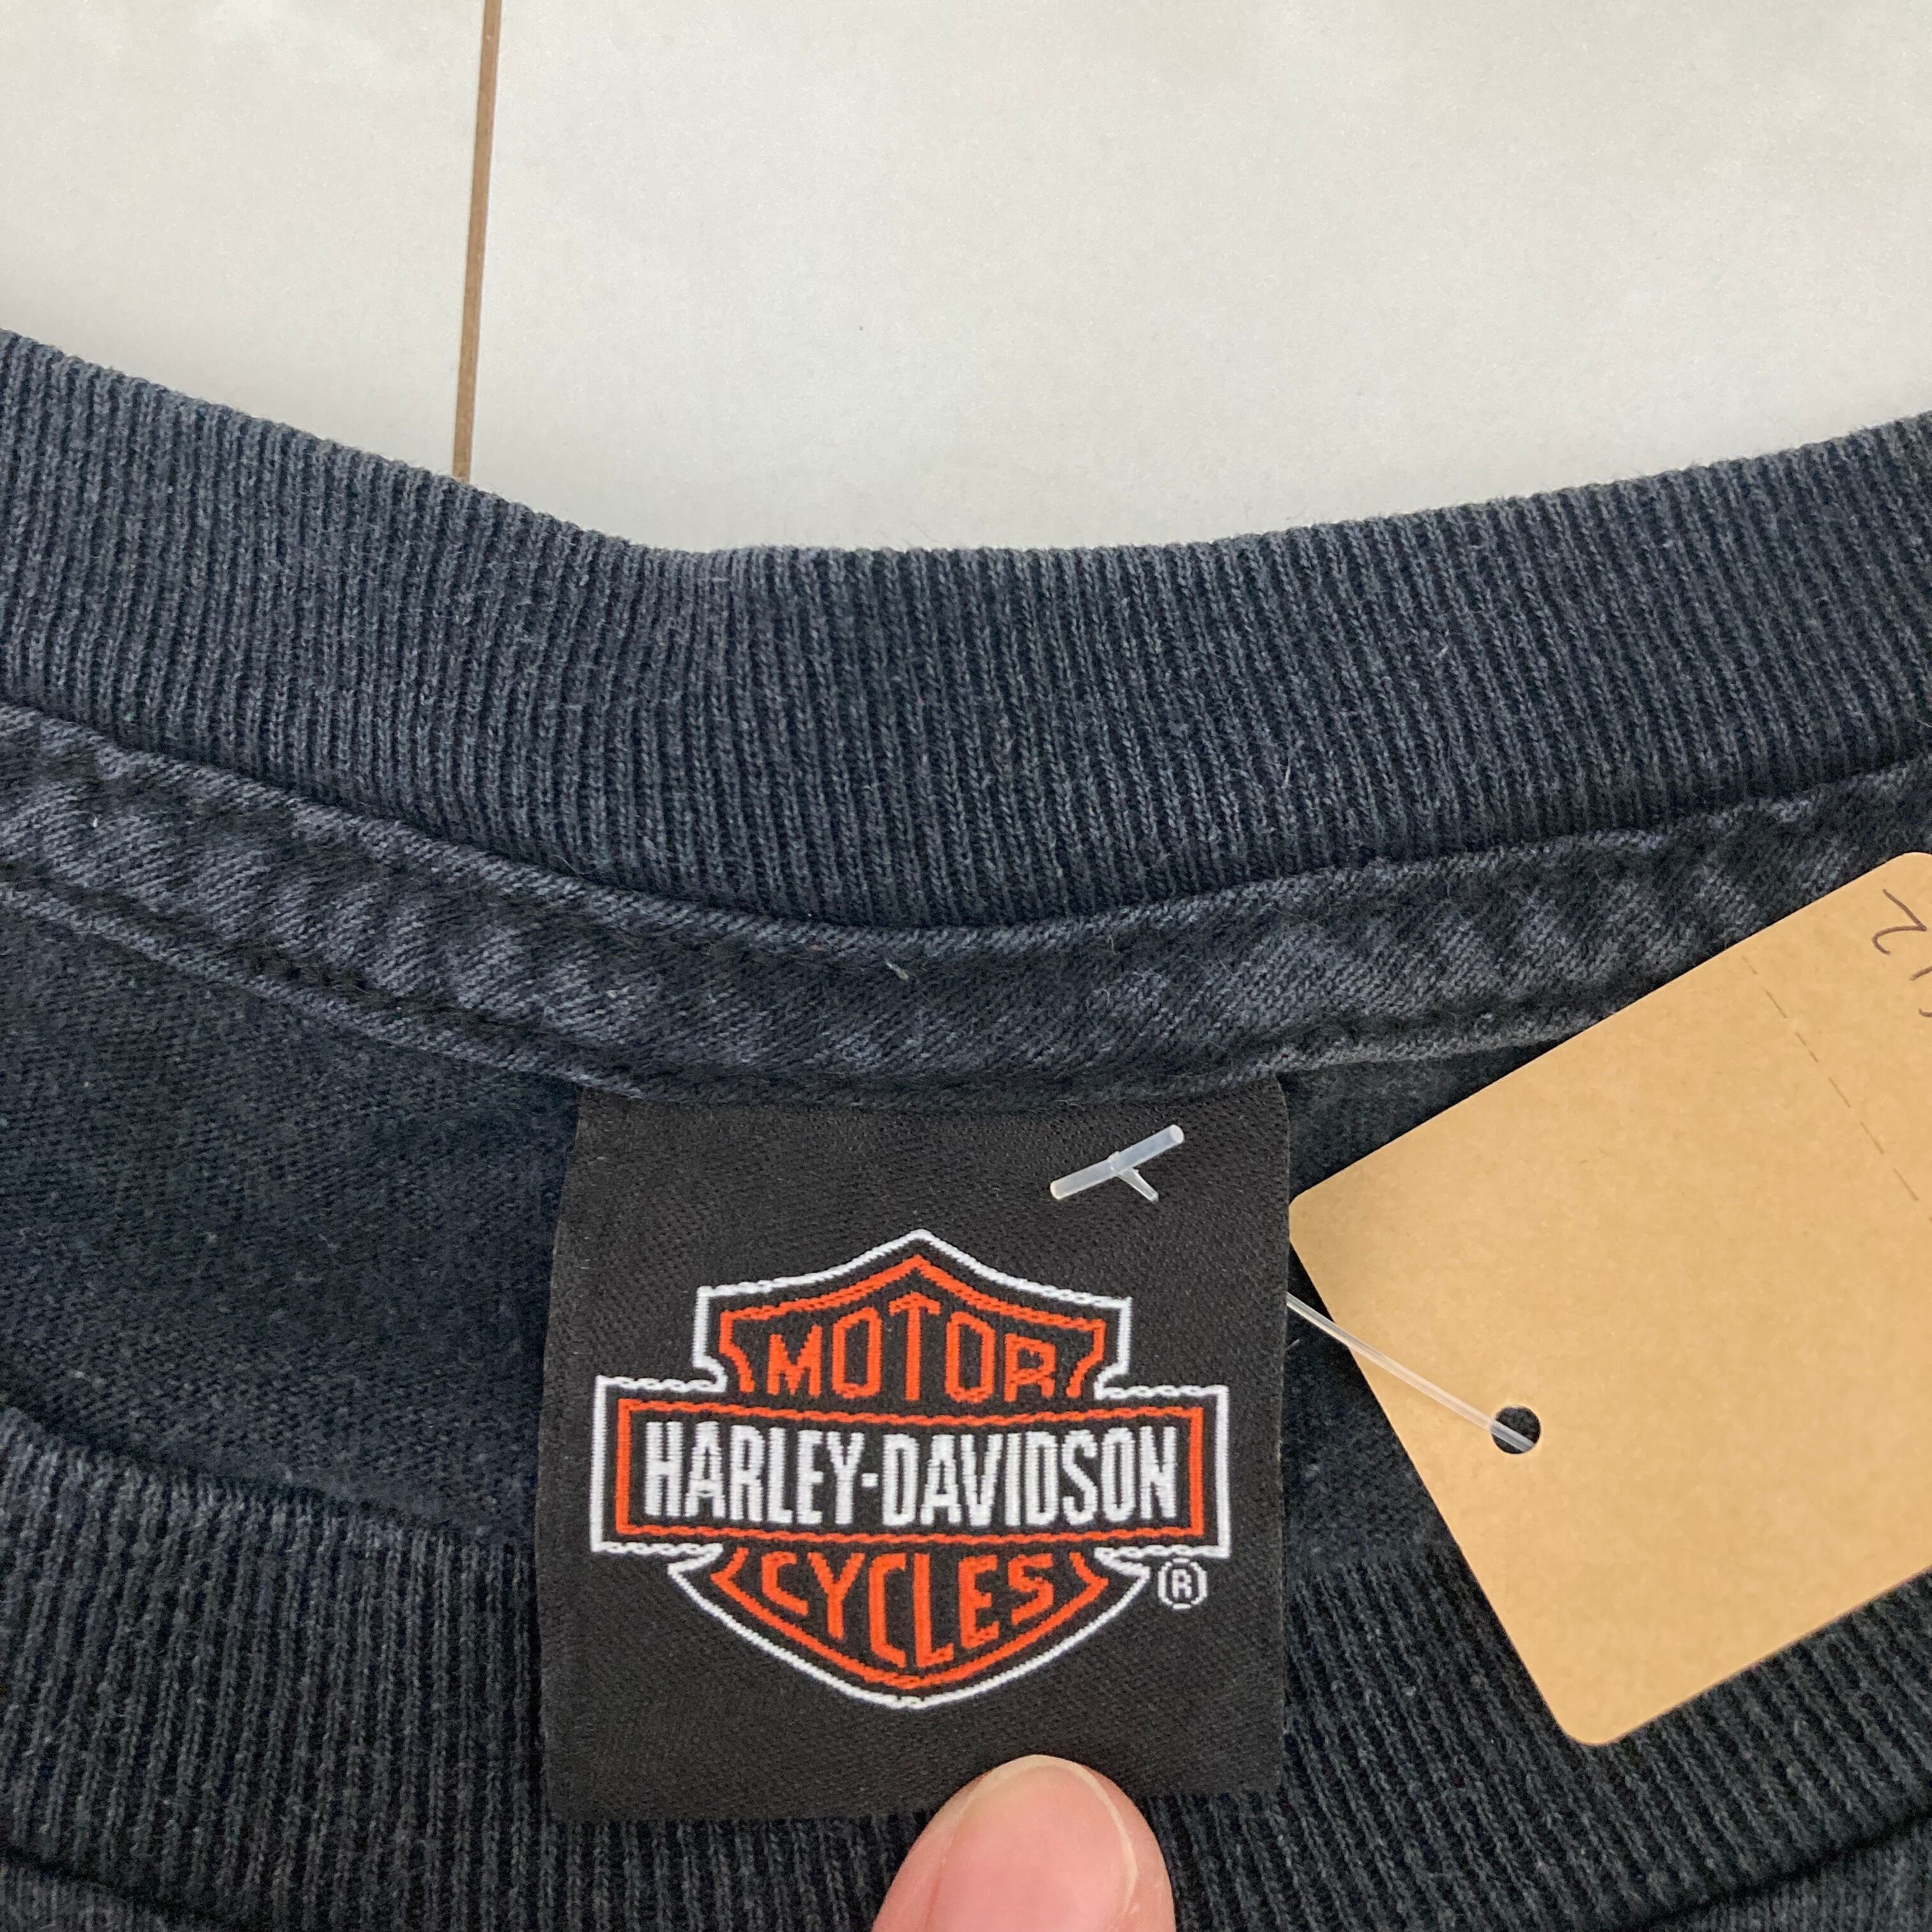 MOTOR
HARLEY-DAVIDSON
CYCLES
®